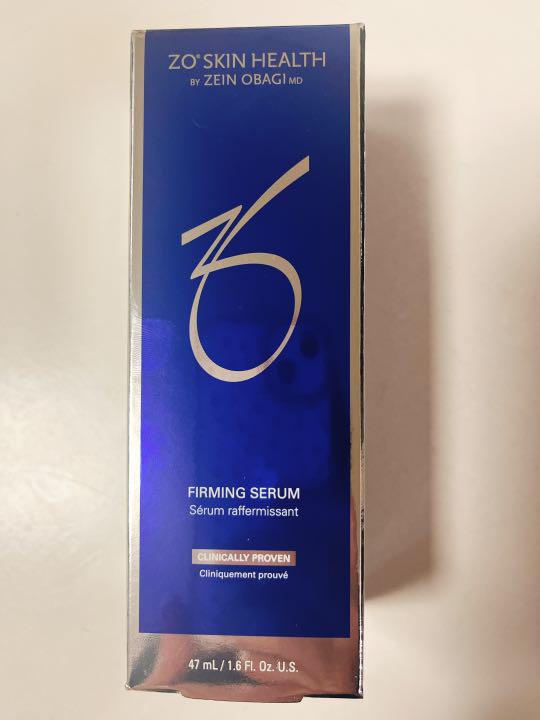 ZO® SKIN HEALTH
BY ZEIN OBAGI MD
ZO
FIRMING SERUM
Sérum raffermissant
CLINICALLY PROVEN
Cliniquement prouvé
47 mL / 1.6 Fl. Oz. U.S.